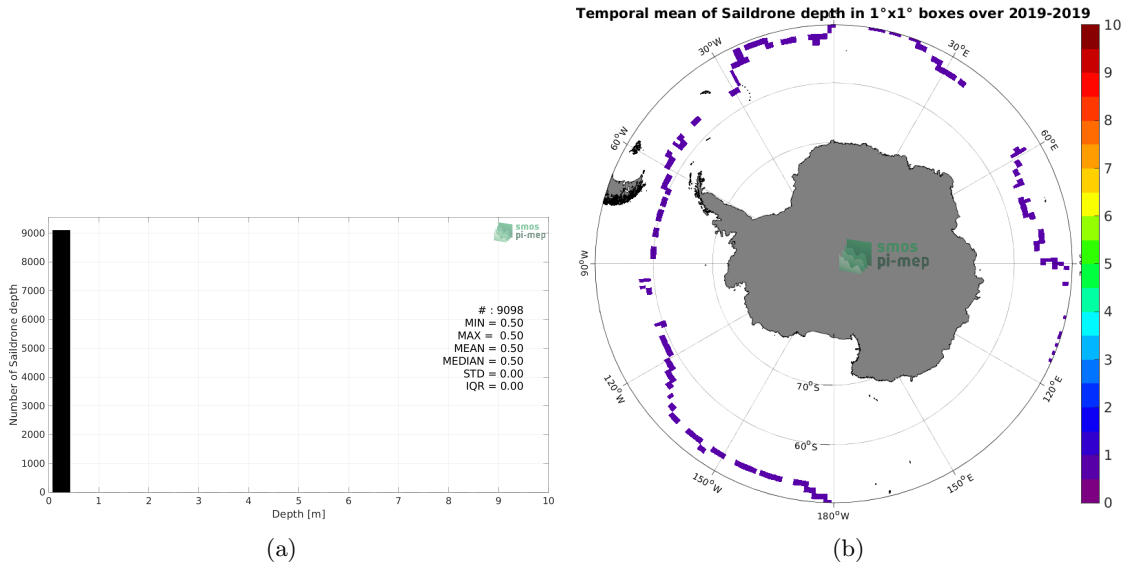 Temporal mean of Saildrone depth in 1°x1° boxes over 2019-2019
9000
8000
7000
6000
5000
4000
3000
2000
1000
0
Number of Saildrone depth
smos
pi-mep
# : 9098
MIN = 0.50
MAX = 0.50
MEAN = 0.50
MEDIAN = 0.50
STD = 0.00
IQR = 0.00
0 1 2 3 4 5 6 7 8 9 10
Depth [m]
(a)
30°W
30°E
60°W
60°E
90°W
smos
pi-mep
120°W
120°E
70°S
60°S
150°W
150°E
180°W
10
9
8
7
6
5
4
3
2
1
0
(b)